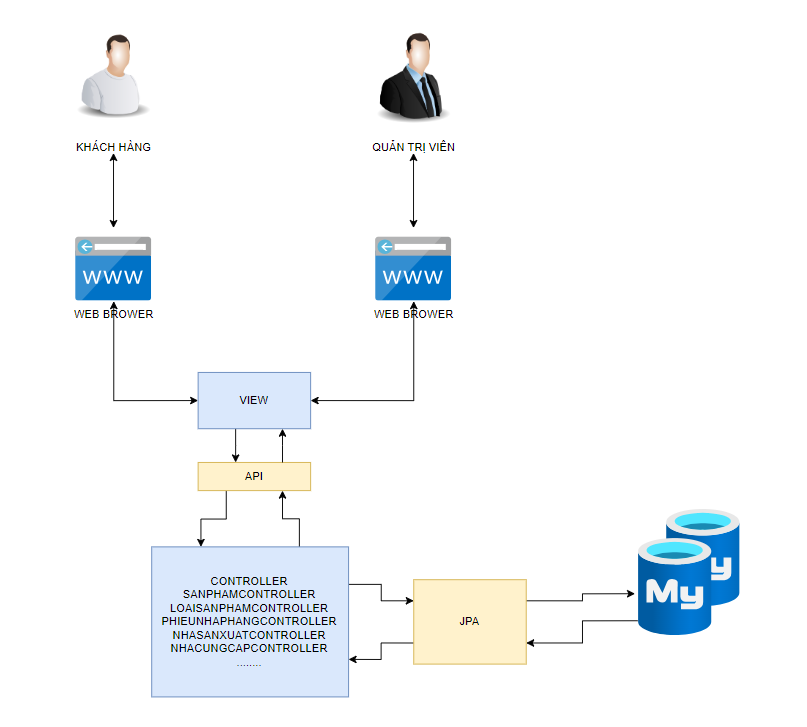 KHÁCH HÀNG
QUẢN TRỊ VIÊN
WWW
WWW
WEB BROWER
WEB BROWER
VIEW
API
CONTROLLER
SANPHAMCONTROLLER
LOAISANPHAMCONTROLLER
PHIEUNHAPHANGCONTROLLER
NHASANXUATCONTROLLER
NHACUNGCAPCONTROLLER
........
JPA
My
y